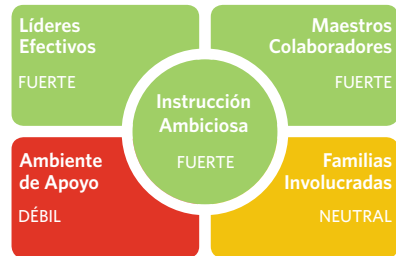 Líderes
Efectivos
FUERTE
Maestros
Colaboradores
FUERTE
Instrucción
Ambiciosa
FUERTE
Ambiente
de Apoyo
DÉBIL
Familias
Involucradas
NEUTRAL